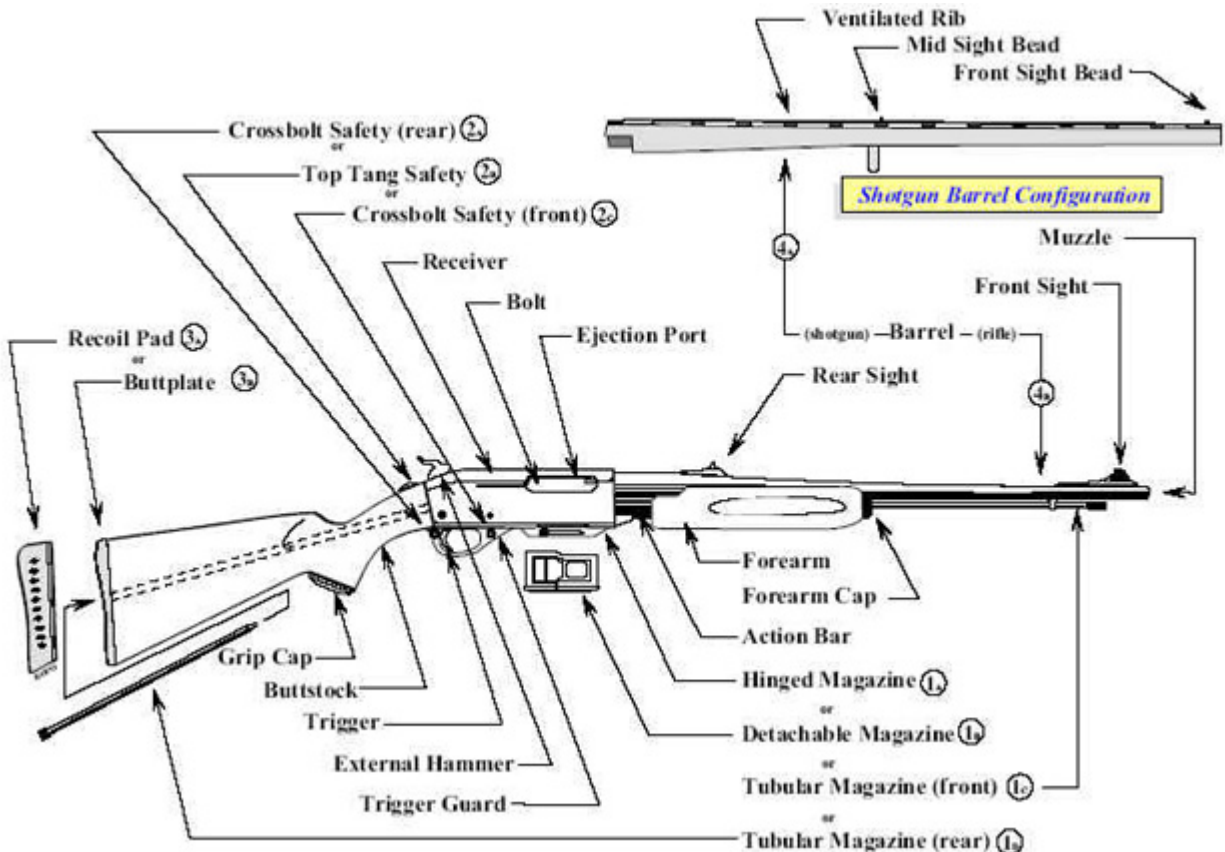 Ventilated Rib
Mid Sight Bead
Front Sight Bead
Shotgun Barrel Configuration
Crossbolt Safety (rear) 2A
or
Top Tang Safety 2B
or
Crossbolt Safety (front) 2C
Receiver
Bolt
Ejection Port
4A
(shotgun) Barrel (rifle)
4B
Muzzle
Front Sight
Rear Sight
Recoil Pad 3A
or
Buttplate 3B
Forearm
Forearm Cap
Action Bar
Grip Cap
Buttstock
Trigger
External Hammer
Trigger Guard
Hinged Magazine 1A
or
Detachable Magazine 1B
or
Tubular Magazine (front) 1C
or
Tubular Magazine (rear)